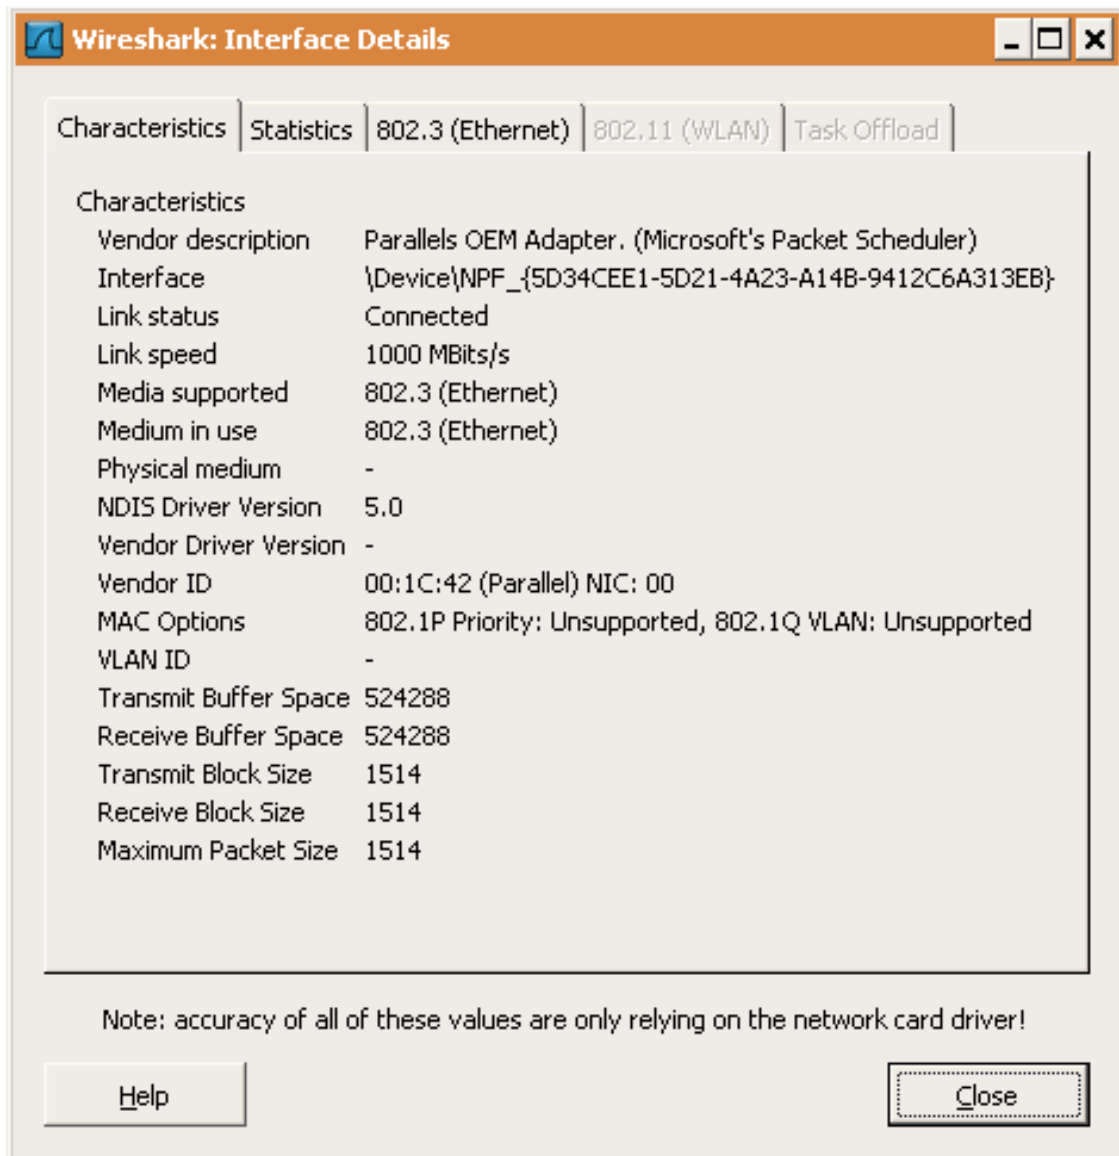 Wireshark: Interface Details
Characteristics Statistics 802.3 (Ethernet) 802.11 (WLAN) Task Offload
Characteristics
Vendor description Parallels OEM Adapter. (Microsoft's Packet Scheduler)
Interface \Device\NPF_{5D34CEE1-5D21-4A23-A14B-9412C6A313EB}
Link status Connected
Link speed 1000 MBits/s
Media supported 802.3 (Ethernet)
Medium in use 802.3 (Ethernet)
Physical medium -
NDIS Driver Version 5.0
Vendor Driver Version -
Vendor ID 00:1C:42 (Parallel) NIC: 00
MAC Options 802.1P Priority: Unsupported, 802.1Q VLAN: Unsupported
VLAN ID -
Transmit Buffer Space 524288
Receive Buffer Space 524288
Transmit Block Size 1514
Receive Block Size 1514
Maximum Packet Size 1514
Note: accuracy of all of these values are only relying on the network card driver!
Help Close